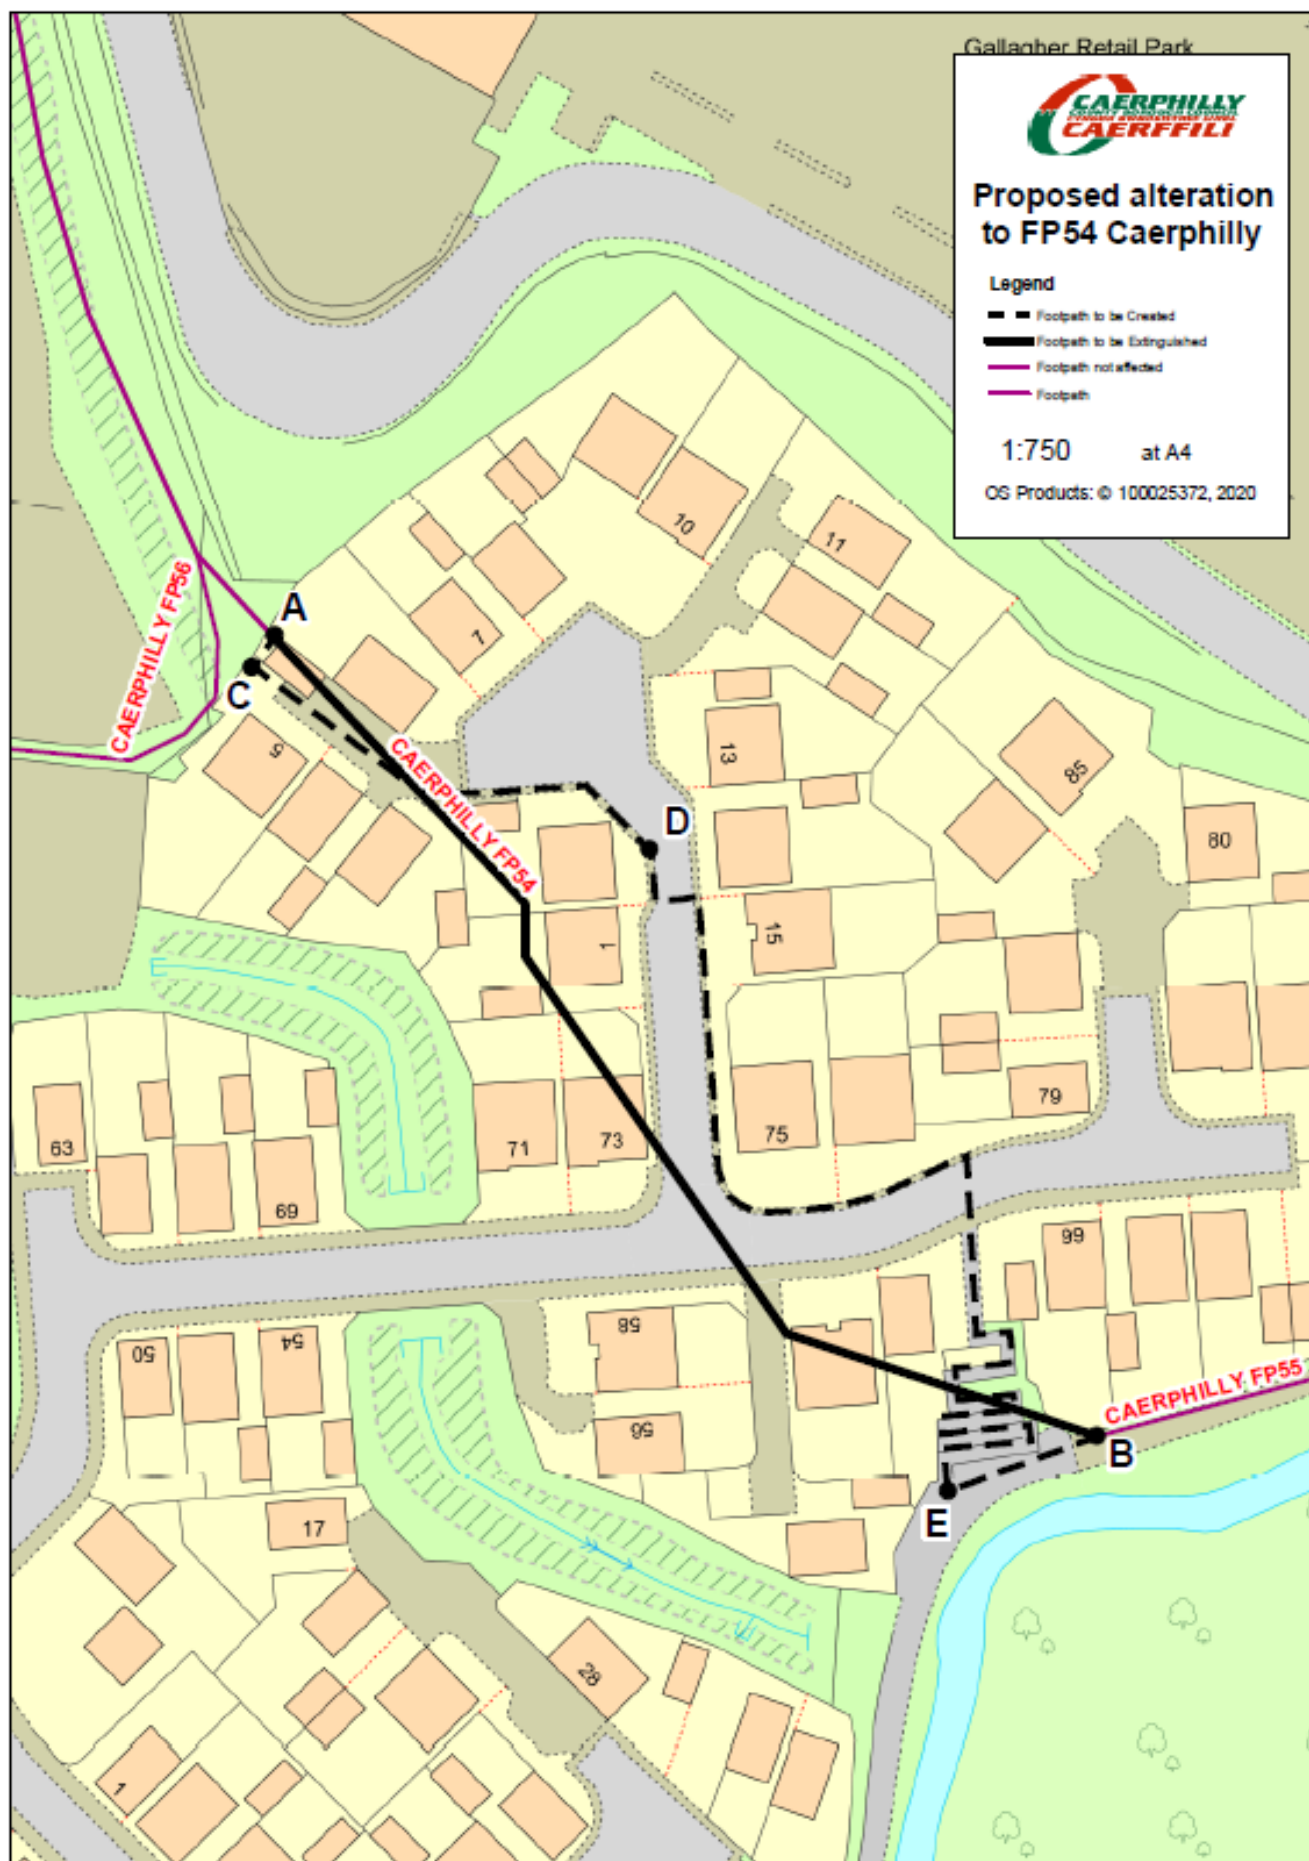 Gallagher Retail Park
CAERPHILLY
COUNTY BOROUGH COUNCIL
CAERFFILI
Proposed alteration
to FP54 Caerphilly
Legend
Footpath to be Created
Footpath to be Extinguished
Footpath not affected
Footpath
1:750 at A4
OS Products: © 100025372, 2020
10
11
CAERPHILLY FP56
A
7
C
5
13
85
CAERPHILLY FP54
D
80
1
15
63
71
73
75
79
69
99
58
50
54
56
CAERPHILLY FP55
B
E
17
28
1